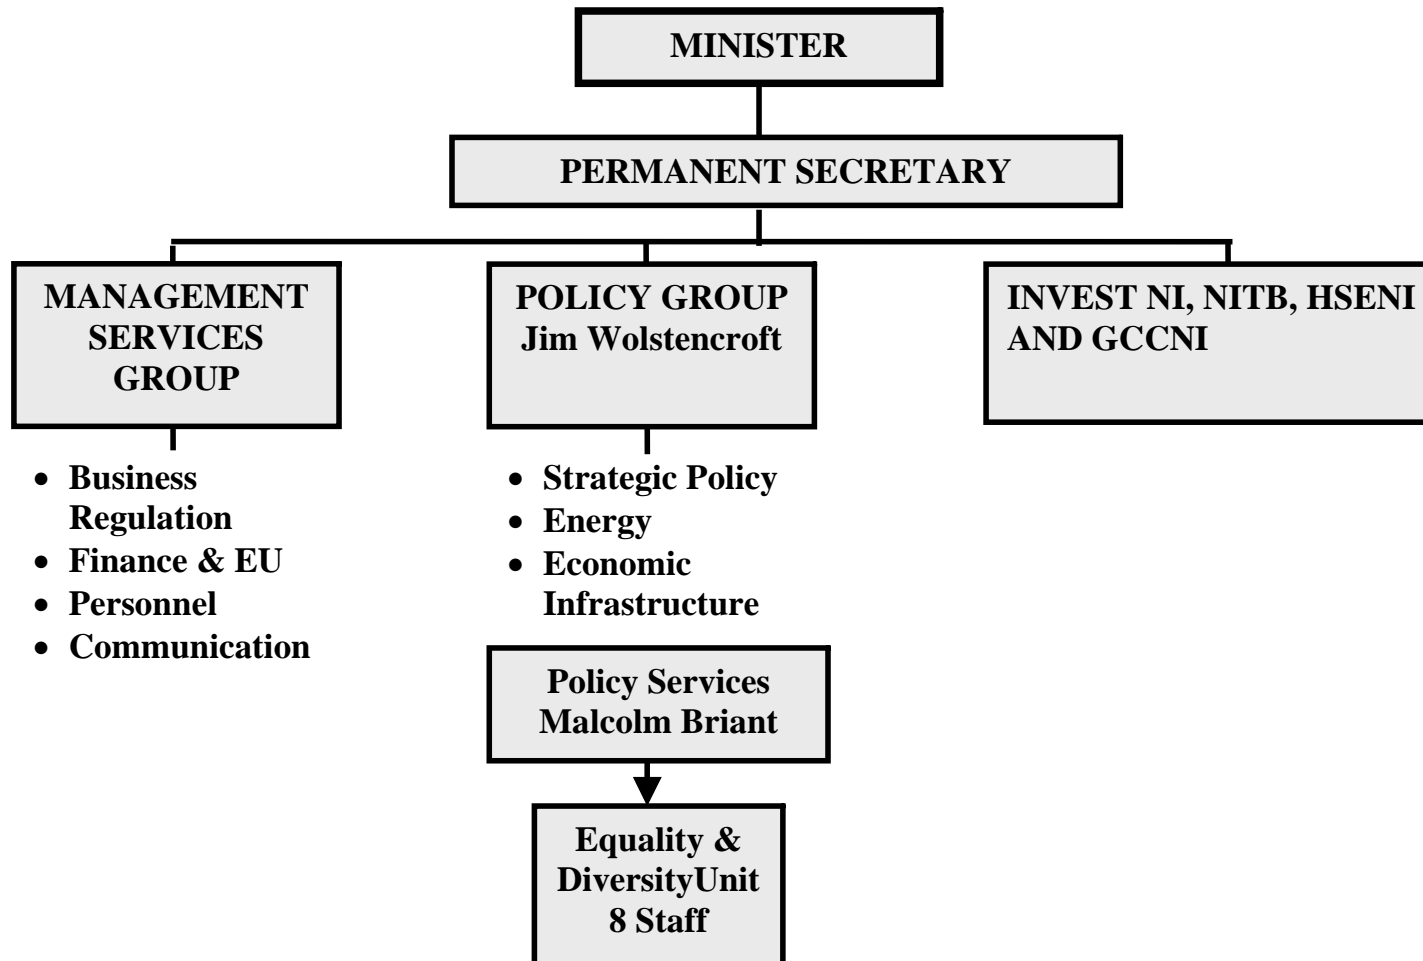 MINISTER
PERMANENT SECRETARY
MANAGEMENT
SERVICES
GROUP
POLICY GROUP
Jim Wolstencroft
INVEST NI, NITB, HSENI
AND GCCNI
• Business
Regulation
• Finance & EU
• Personnel
• Communication
• Strategic Policy
• Energy
• Economic
Infrastructure
Policy Services
Malcolm Briant
Equality &
DiversityUnit
8 Staff